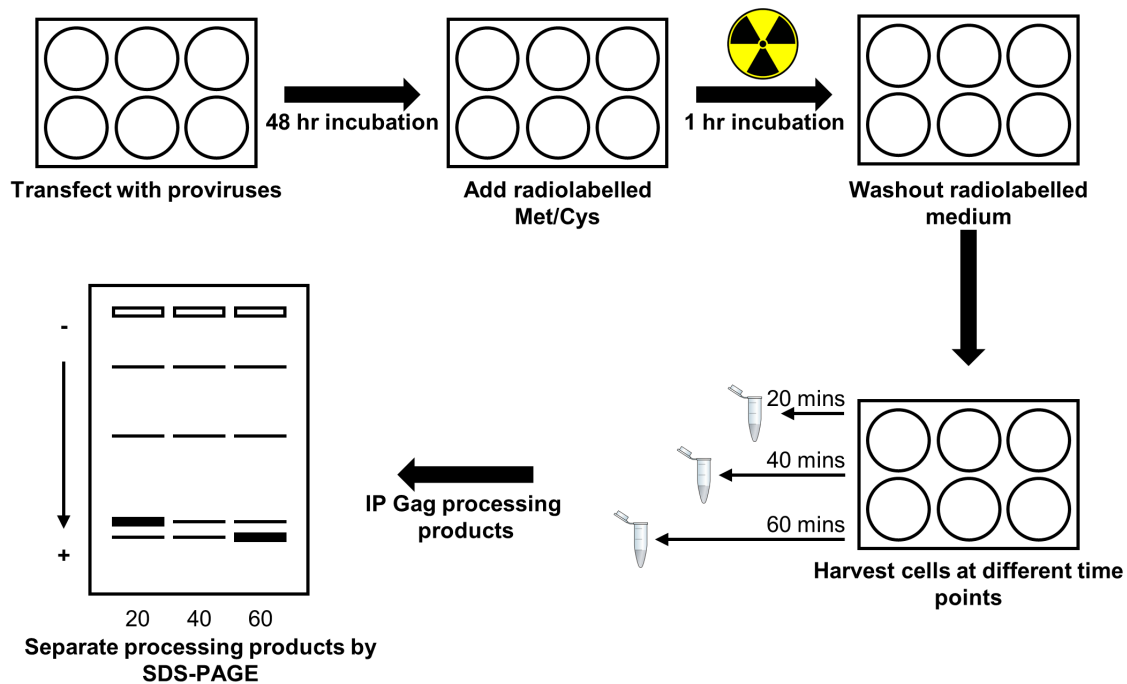 48 hr incubation
1 hr incubation
Transfect with proviruses
Add radiolabelled
Met/Cys
Washout radiolabelled
medium
20 mins
40 mins
60 mins
Harvest cells at different time
points
IP Gag processing
products
-
+
20 40 60
Separate processing products by
SDS-PAGE